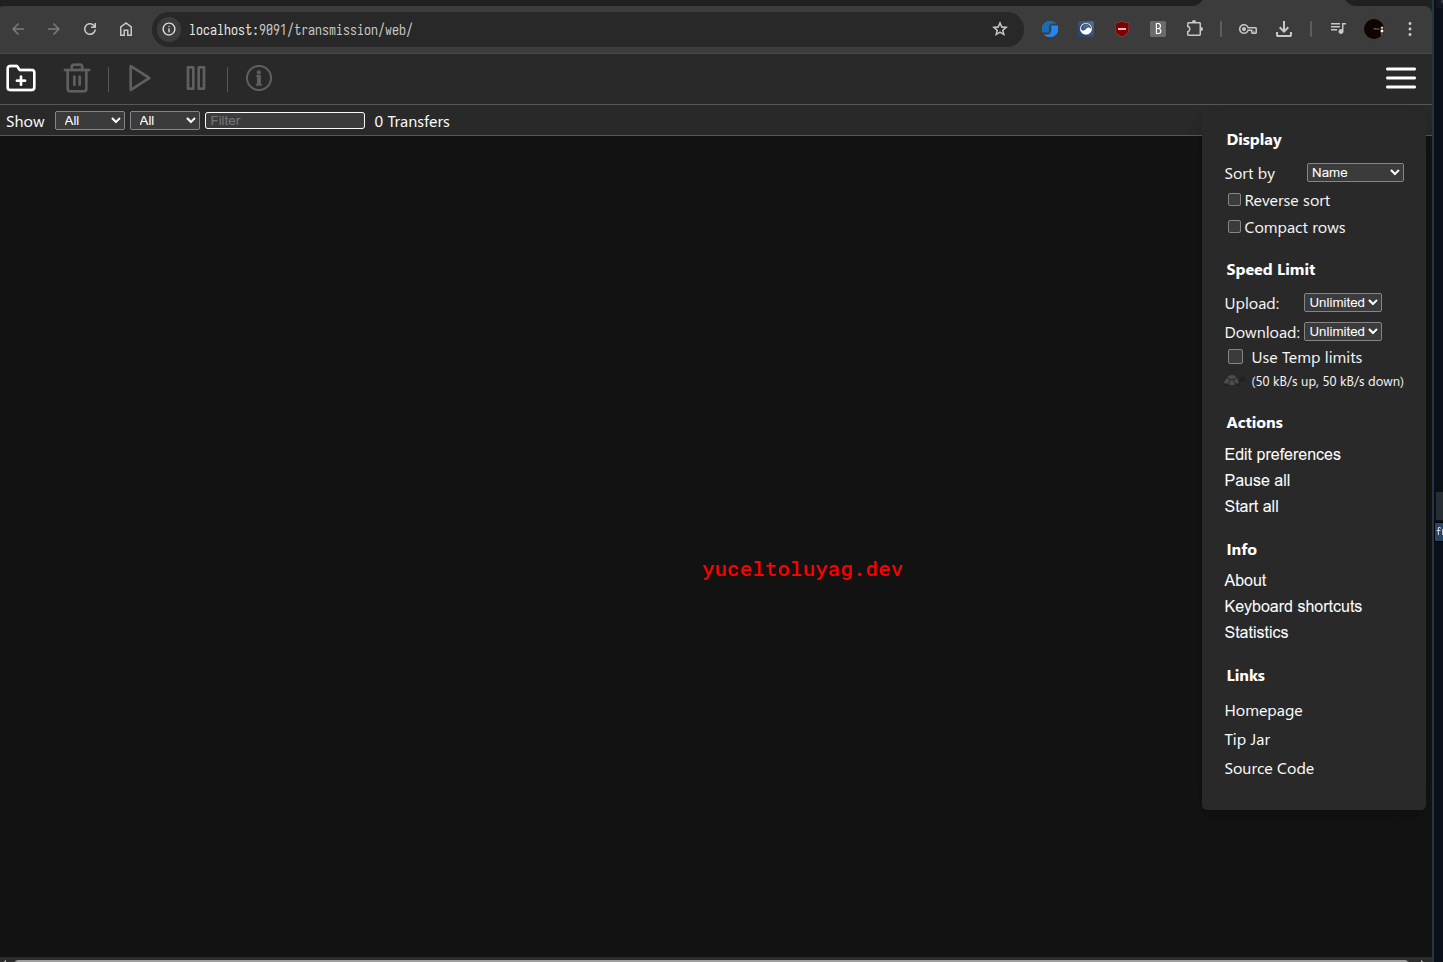 localhost:9091/transmission/web/
B
Show All All Filter 0 Transfers
Display
Sort by Name
Reverse sort
Compact rows
Speed Limit
Upload: Unlimited
Download: Unlimited
Use Temp limits
(50 kB/s up, 50 kB/s down)
Actions
Edit preferences
Pause all
Start all
Info
About
Keyboard shortcuts
Statistics
Links
Homepage
Tip Jar
Source Code
yuceltoluyag.dev